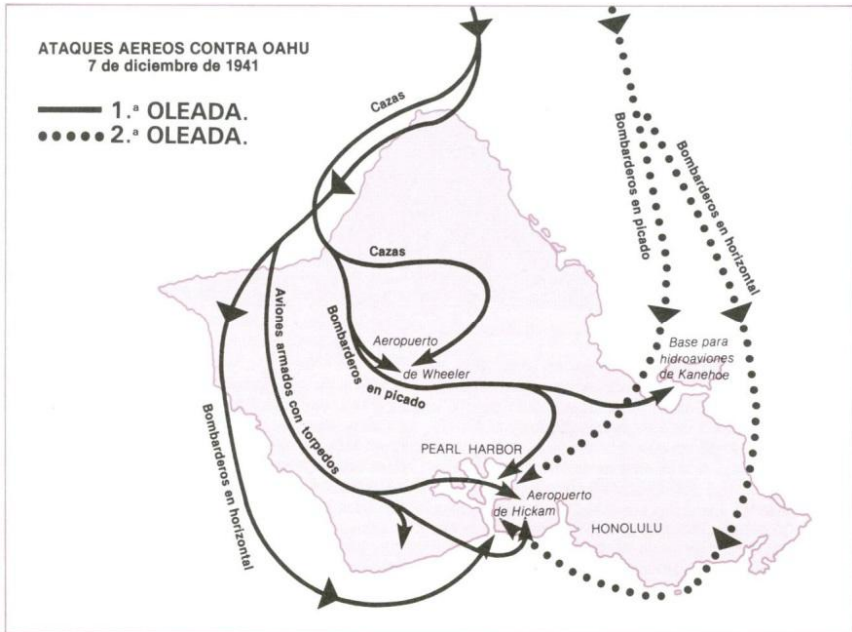 ATAQUES AEREOS CONTRA OAHU
7 de diciembre de 1941
1.ª OLEADA.
2.ª OLEADA.
Cazas
Bombarderos en picado
Bombarderos en horizontal
Cazas
Aviones armados con torpedos
Bombarderos en picado
Aeropuerto
de Wheeler
Base para
hidroaviones
de Kanehoe
Bombarderos en horizontal
PEARL HARBOR
Aeropuerto
de Hickam
HONOLULU